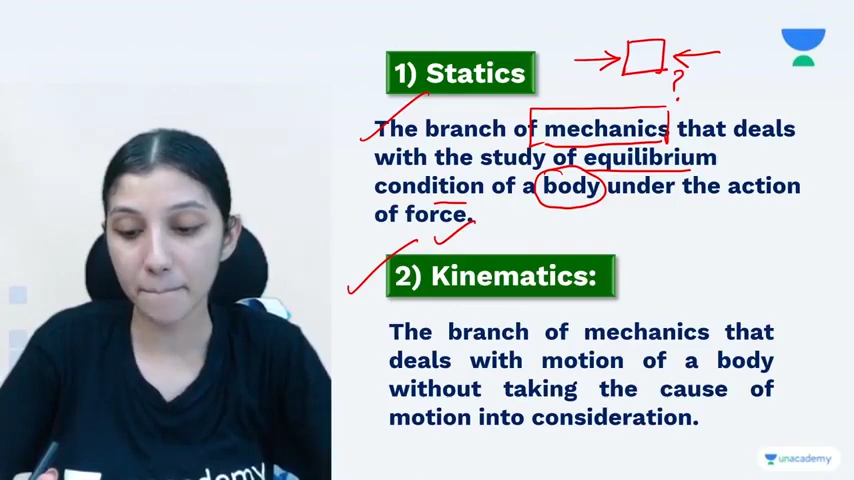 1) Statics
?
The branch of mechanics that deals
with the study of equilibrium
condition of a body under the action
of force.
2) Kinematics:
The branch of mechanics that
deals with motion of a body
without taking the cause of
motion into consideration.
unacademy
unacademy